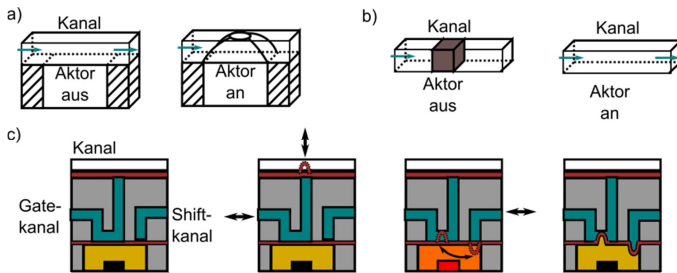 a)
Kanal
Aktor
aus
Aktor
an
b)
Kanal
Aktor
aus
Kanal
Aktor
an
c)
Kanal
Gate-
kanal
Shift-
kanal